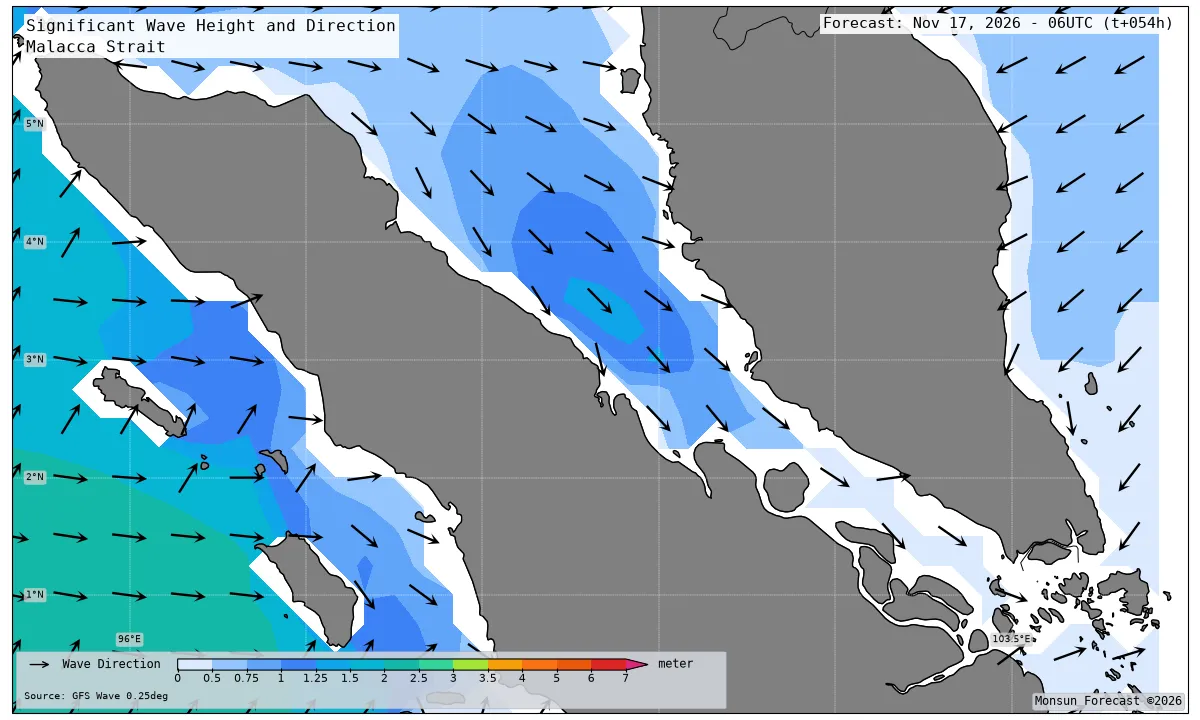 Significant Wave Height and Direction
Malacca Strait
Forecast: Nov 17, 2026 - 06UTC (t+054h)
5°N
4°N
3°N
2°N
1°N
96°E
103.5°E
Wave Direction
meter
0 0.5 0.75 1 1.25 1.5 2 2.5 3 3.5 4 5 6 7
Source: GFS Wave 0.25deg
Monsun Forecast ©2026